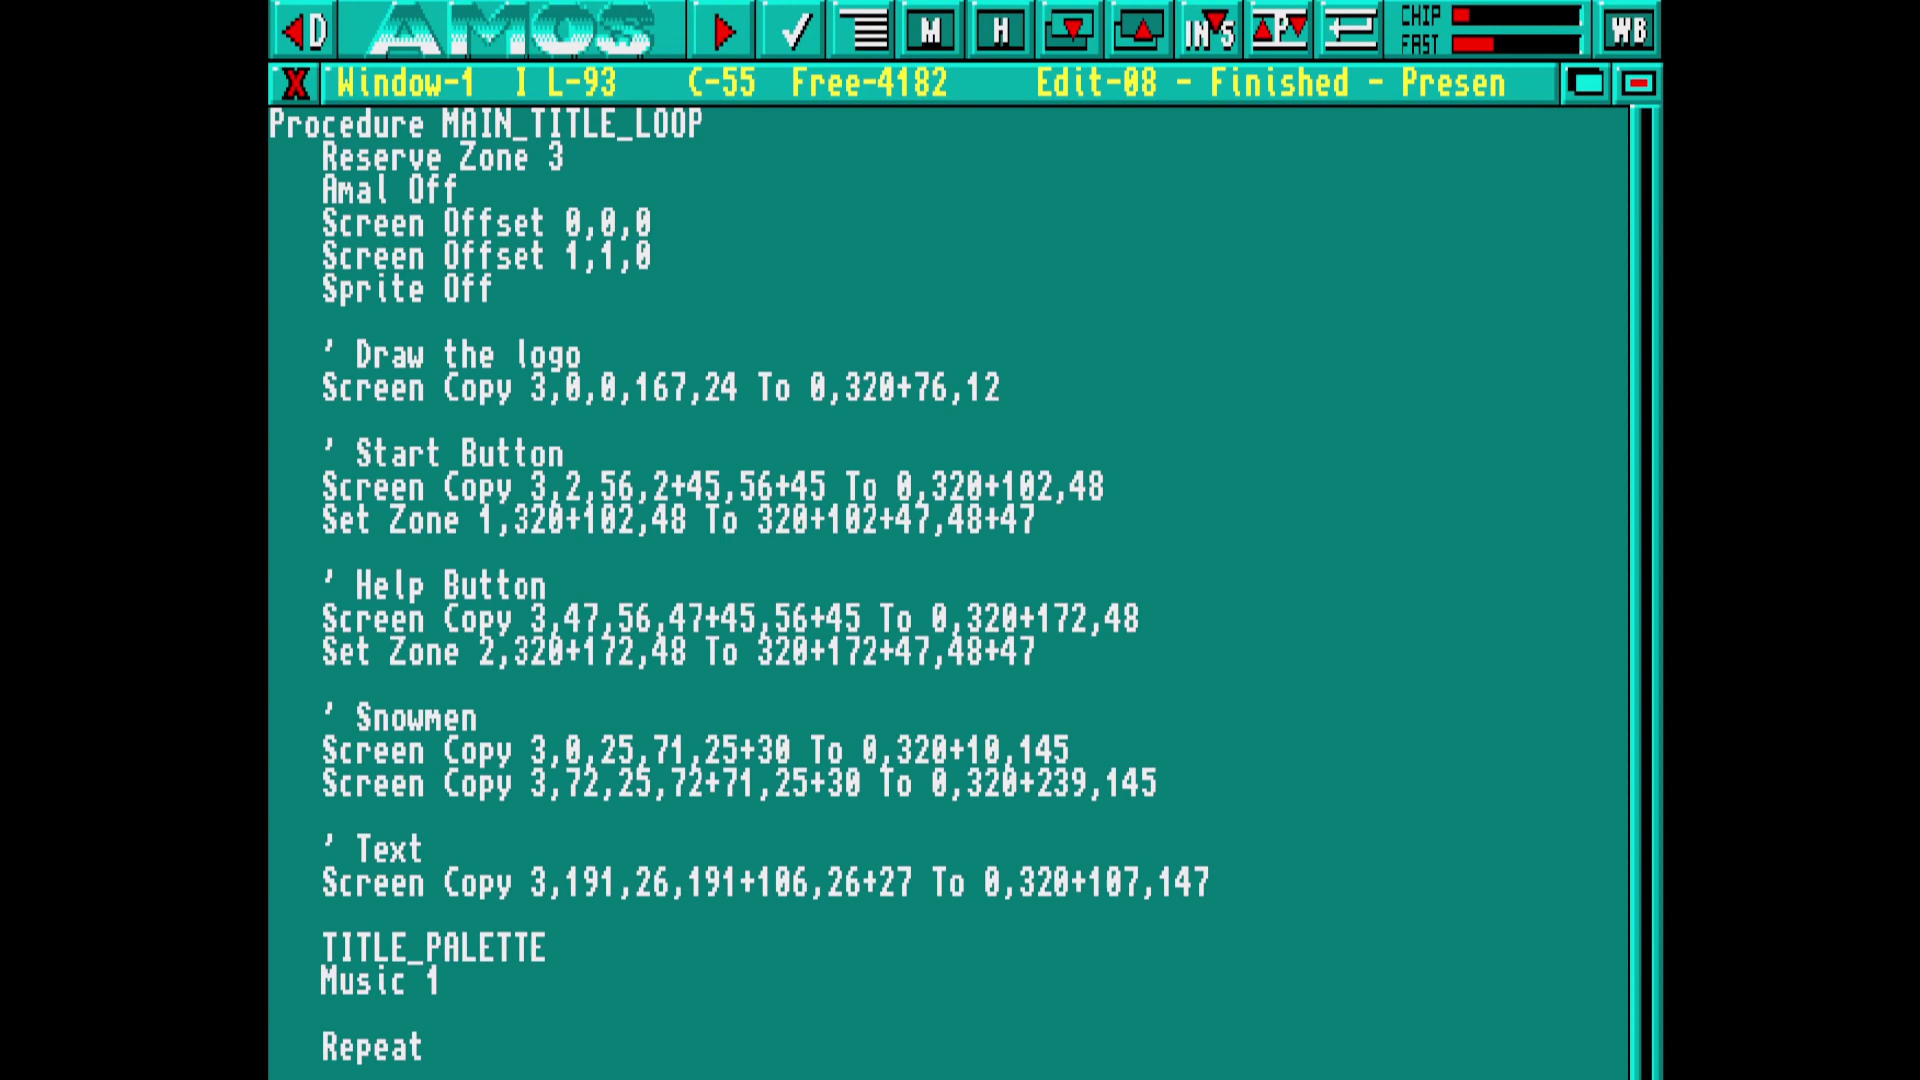 D AMOS M H INS P CHIP FAST WB
X Window-1 I L-93 C-55 Free-4182 Edit-08 - Finished - Presen
Procedure MAIN_TITLE_LOOP
Reserve Zone 3
Amal Off
Screen Offset 0,0,0
Screen Offset 1,1,0
Sprite Off
' Draw the logo
Screen Copy 3,0,0,167,24 To 0,320+76,12
' Start Button
Screen Copy 3,2,56,2+45,56+45 To 0,320+102,48
Set Zone 1,320+102,48 To 320+102+47,48+47
' Help Button
Screen Copy 3,47,56,47+45,56+45 To 0,320+172,48
Set Zone 2,320+172,48 To 320+172+47,48+47
' Snowmen
Screen Copy 3,0,25,71,25+30 To 0,320+10,145
Screen Copy 3,72,25,72+71,25+30 To 0,320+239,145
' Text
Screen Copy 3,191,26,191+106,26+27 To 0,320+107,147
TITLE_PALETTE
Music 1
Repeat